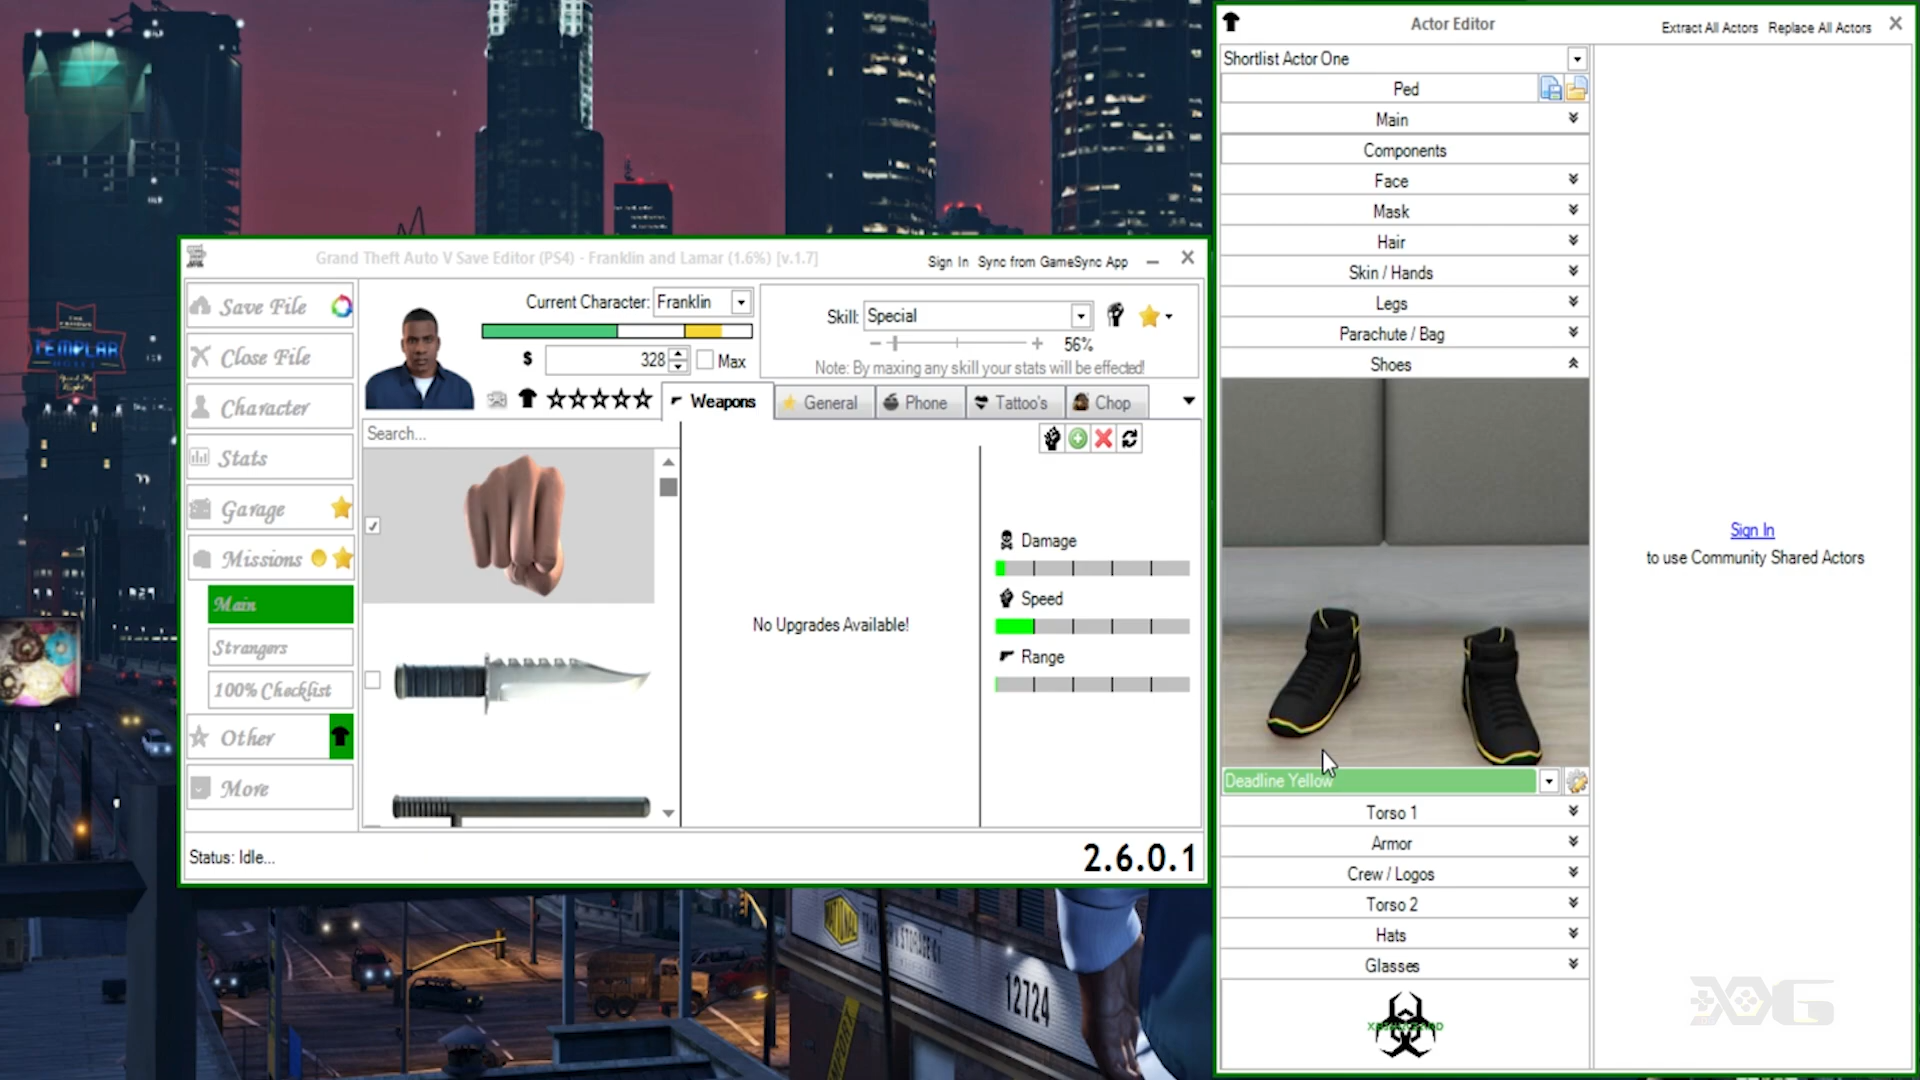 Actor Editor
Extract All Actors Replace All Actors
Shortlist Actor One
Ped
Main
Components
Face
Mask
Hair
Skin / Hands
Legs
Parachute / Bag
Shoes
Deadline Yellow
Torso 1
Armor
Crew / Logos
Torso 2
Hats
Glasses
Sign In
to use Community Shared Actors
Grand Theft Auto V Save Editor (PS4) - Franklin and Lamar (1.6%) [v.1.7]
Sign In Sync from GameSync App
Save File
Close File
Character
Stats
Garage
Missions
Main
Strangers
100% Checklist
Other
More
Current Character: Franklin
$ 328 Max
Skill: Special
56%
Note: By maxing any skill your stats will be effected!
Weapons General Phone Tattoo's Chop
Search...
No Upgrades Available!
Damage
Speed
Range
Status: Idle...
2.6.0.1
TEMPLAR
HOTEL
NATIONAL
12724